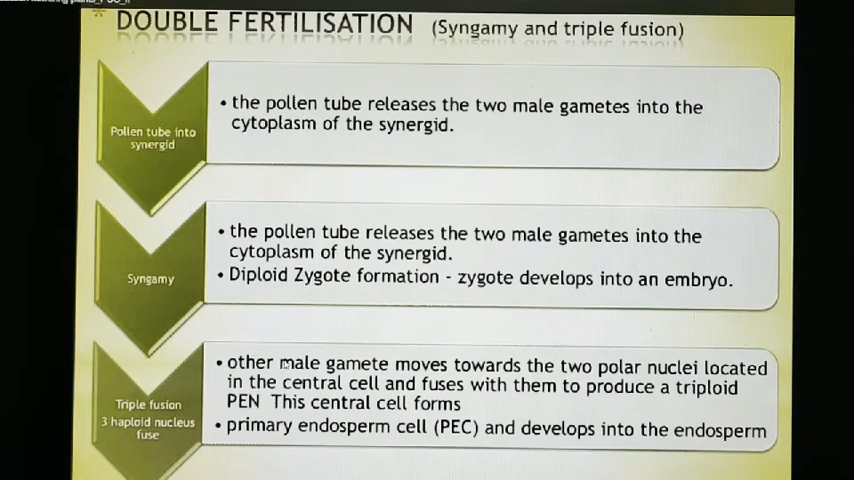 * DOUBLE FERTILISATION (Syngamy and triple fusion)
Pollen tube into
synergid
• the pollen tube releases the two male gametes into the
cytoplasm of the synergid.
Syngamy
• the pollen tube releases the two male gametes into the
cytoplasm of the synergid.
• Diploid Zygote formation - zygote develops into an embryo.
Triple fusion
3 haploid nucleus
fuse
• other male gamete moves towards the two polar nuclei located
in the central cell and fuses with them to produce a triploid
PEN This central cell forms
• primary endosperm cell (PEC) and develops into the endosperm